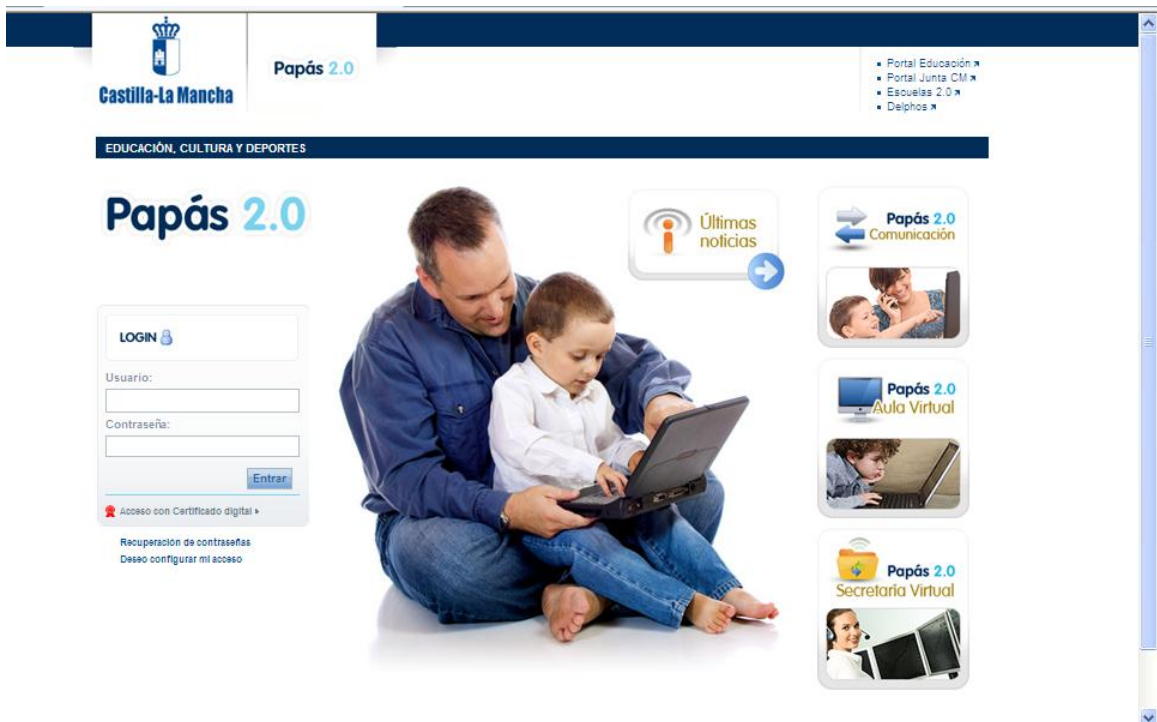 Castilla-La Mancha
Papás 2.0
Portal Educación
Portal Junta CM
Escuelas 2.0
Delphos
EDUCACIÓN, CULTURA Y DEPORTES
Papás 2.0
LOGIN
Usuario:
Contraseña:
Entrar
Acceso con Certificado digital
Recuperación de contraseñas
Deseo configurar mi acceso
Últimas
noticias
Papás 2.0
Comunicación
Papás 2.0
Aula Virtual
Papás 2.0
Secretaría Virtual